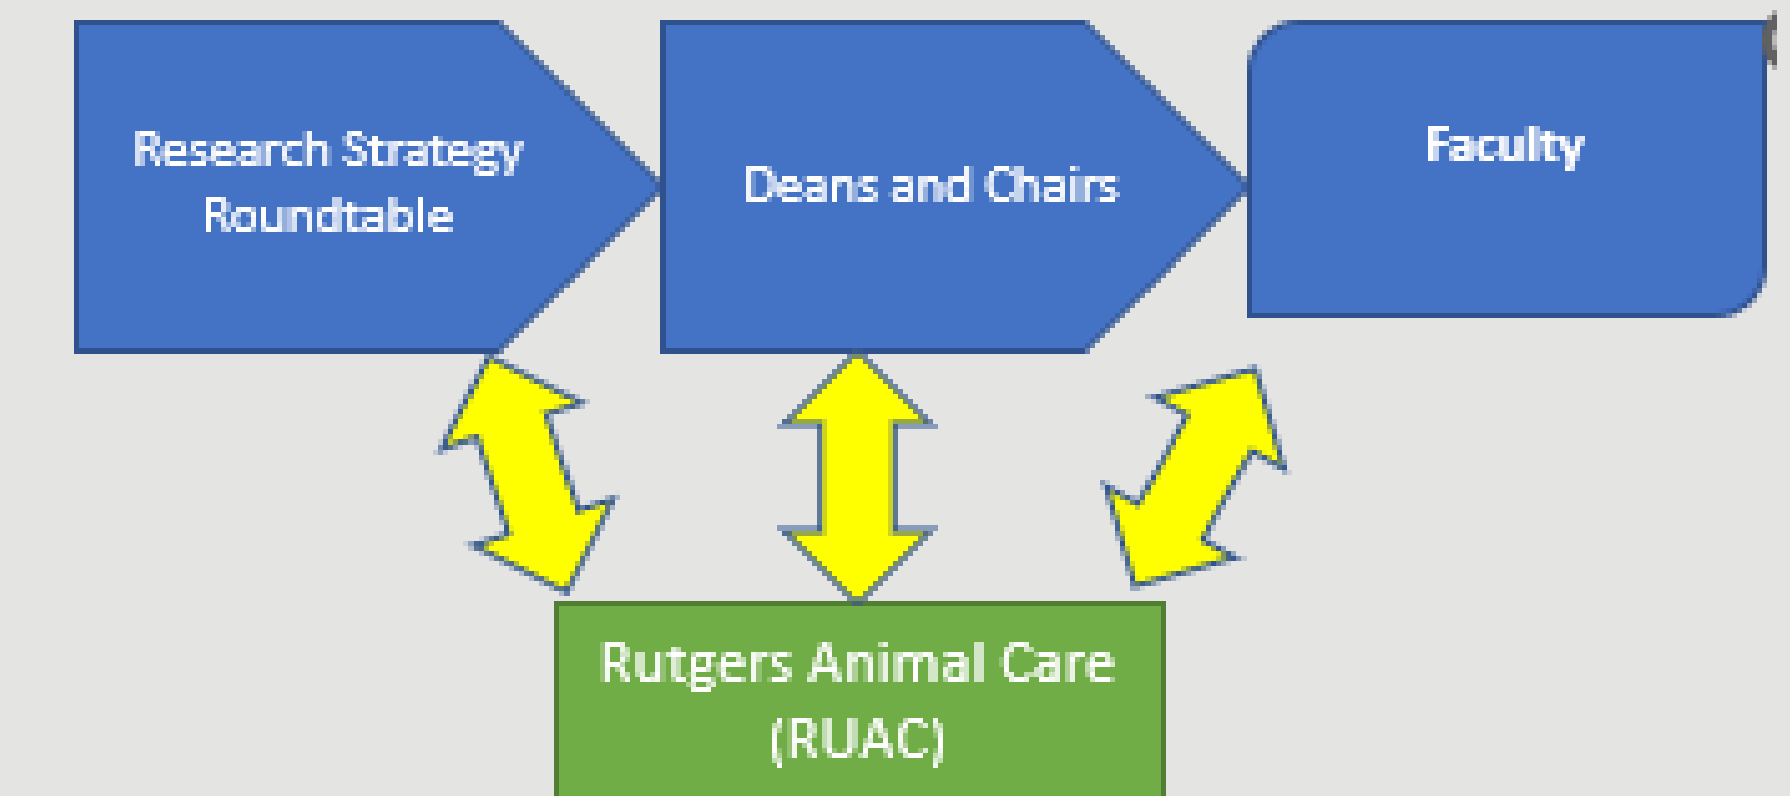 Research Strategy
Roundtable
Deans and Chairs
Faculty
Rutgers Animal Care
(RUAC)